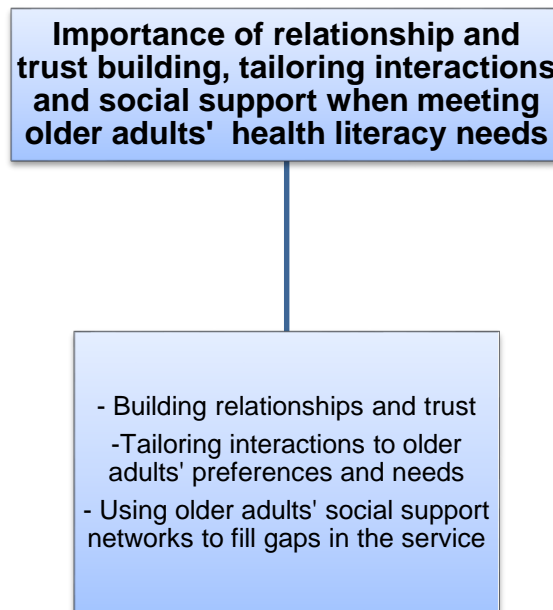 Importance of relationship and
trust building, tailoring interactions
and social support when meeting
older adults'  health literacy needs
- Building relationships and trust
-Tailoring interactions to older
adults' preferences and needs
- Using older adults' social support
networks to fill gaps in the service